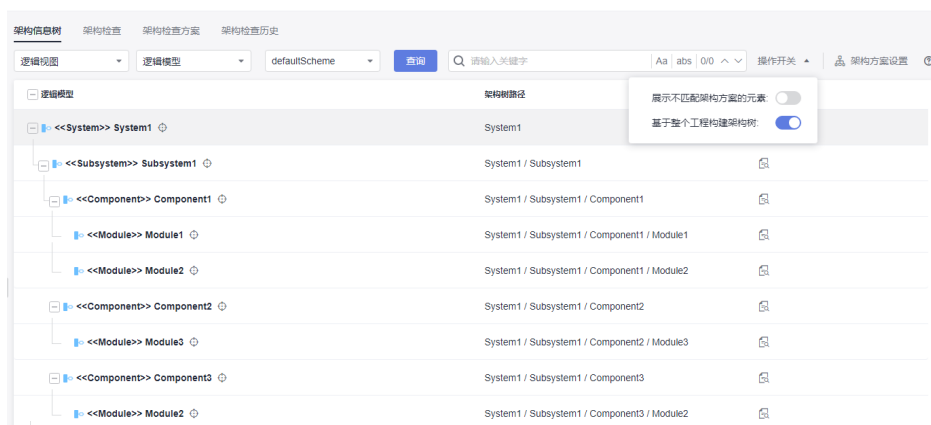 架构信息树 架构检查 架构检查方案 架构检查历史
逻辑视图 逻辑模型 defaultScheme 查询 请输入关键字 Aa abs 0/0 操作开关 架构方案设置
逻辑模型 架构树路径
展示不匹配架构方案的元素:
基于整个工程构建架构树:
<<System>> System1 System1
<<Subsystem>> Subsystem1 System1 / Subsystem1
<<Component>> Component1 System1 / Subsystem1 / Component1
<<Module>> Module1 System1 / Subsystem1 / Component1 / Module1
<<Module>> Module2 System1 / Subsystem1 / Component1 / Module2
<<Component>> Component2 System1 / Subsystem1 / Component2
<<Module>> Module3 System1 / Subsystem1 / Component2 / Module3
<<Component>> Component3 System1 / Subsystem1 / Component3
<<Module>> Module2 System1 / Subsystem1 / Component3 / Module2